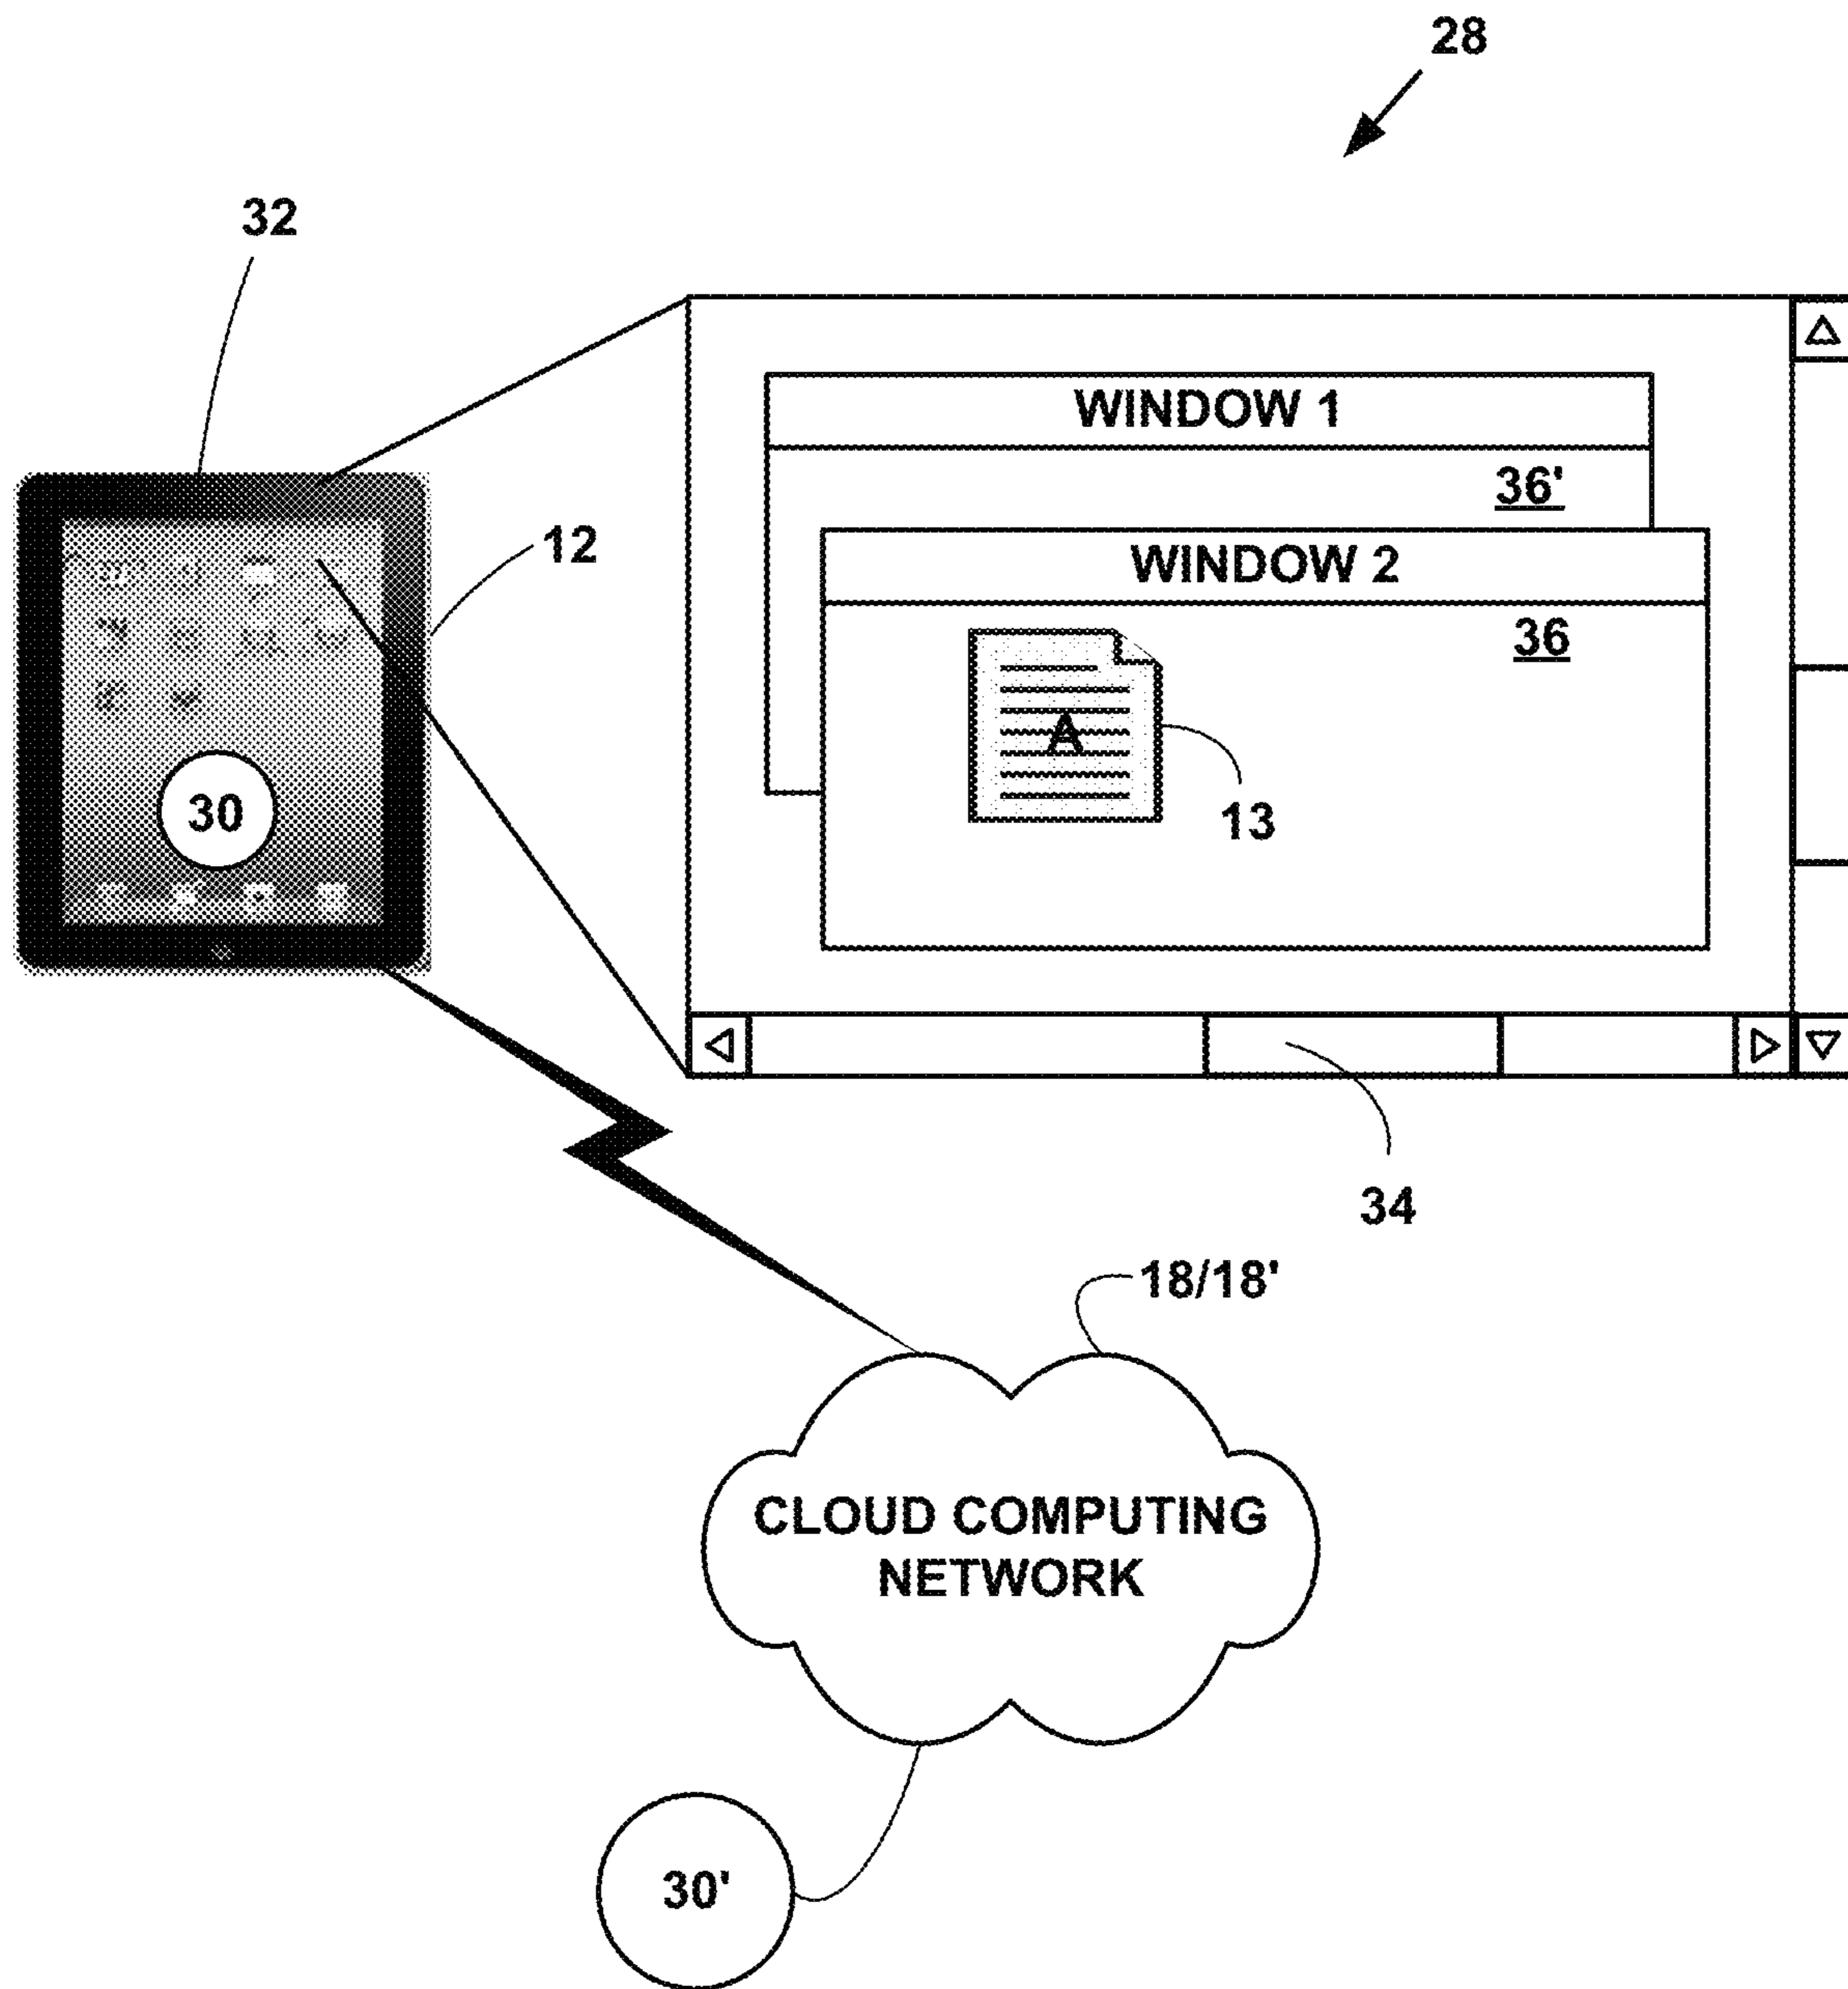 28
32
WINDOW 1
36'
12
WINDOW 2
36
A
30
13
34
18/18'
CLOUD COMPUTING
NETWORK
30'